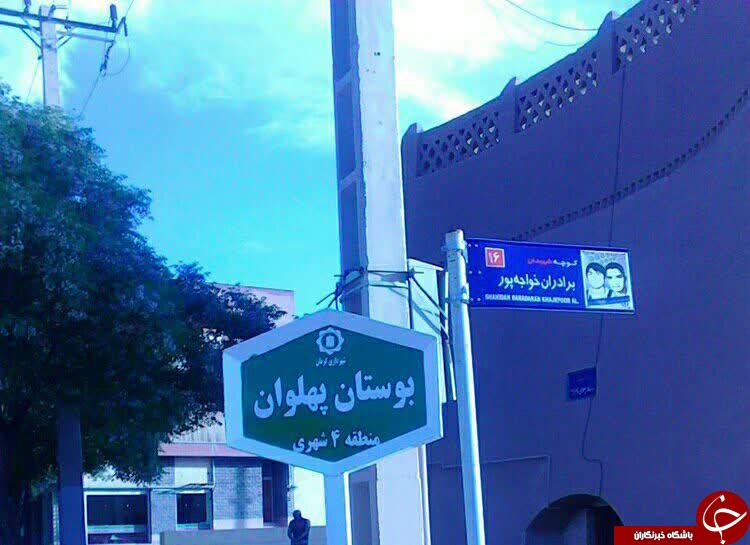 شهرداری کرمان
بوستان پهلوان
منطقه ۴ شهری
۱۶
کوچه شهیدان
برادران خواجه‌پور
SHAHIDAN BARADARAN KHAJEPOOR AL.
باشگاه خبرنگاران